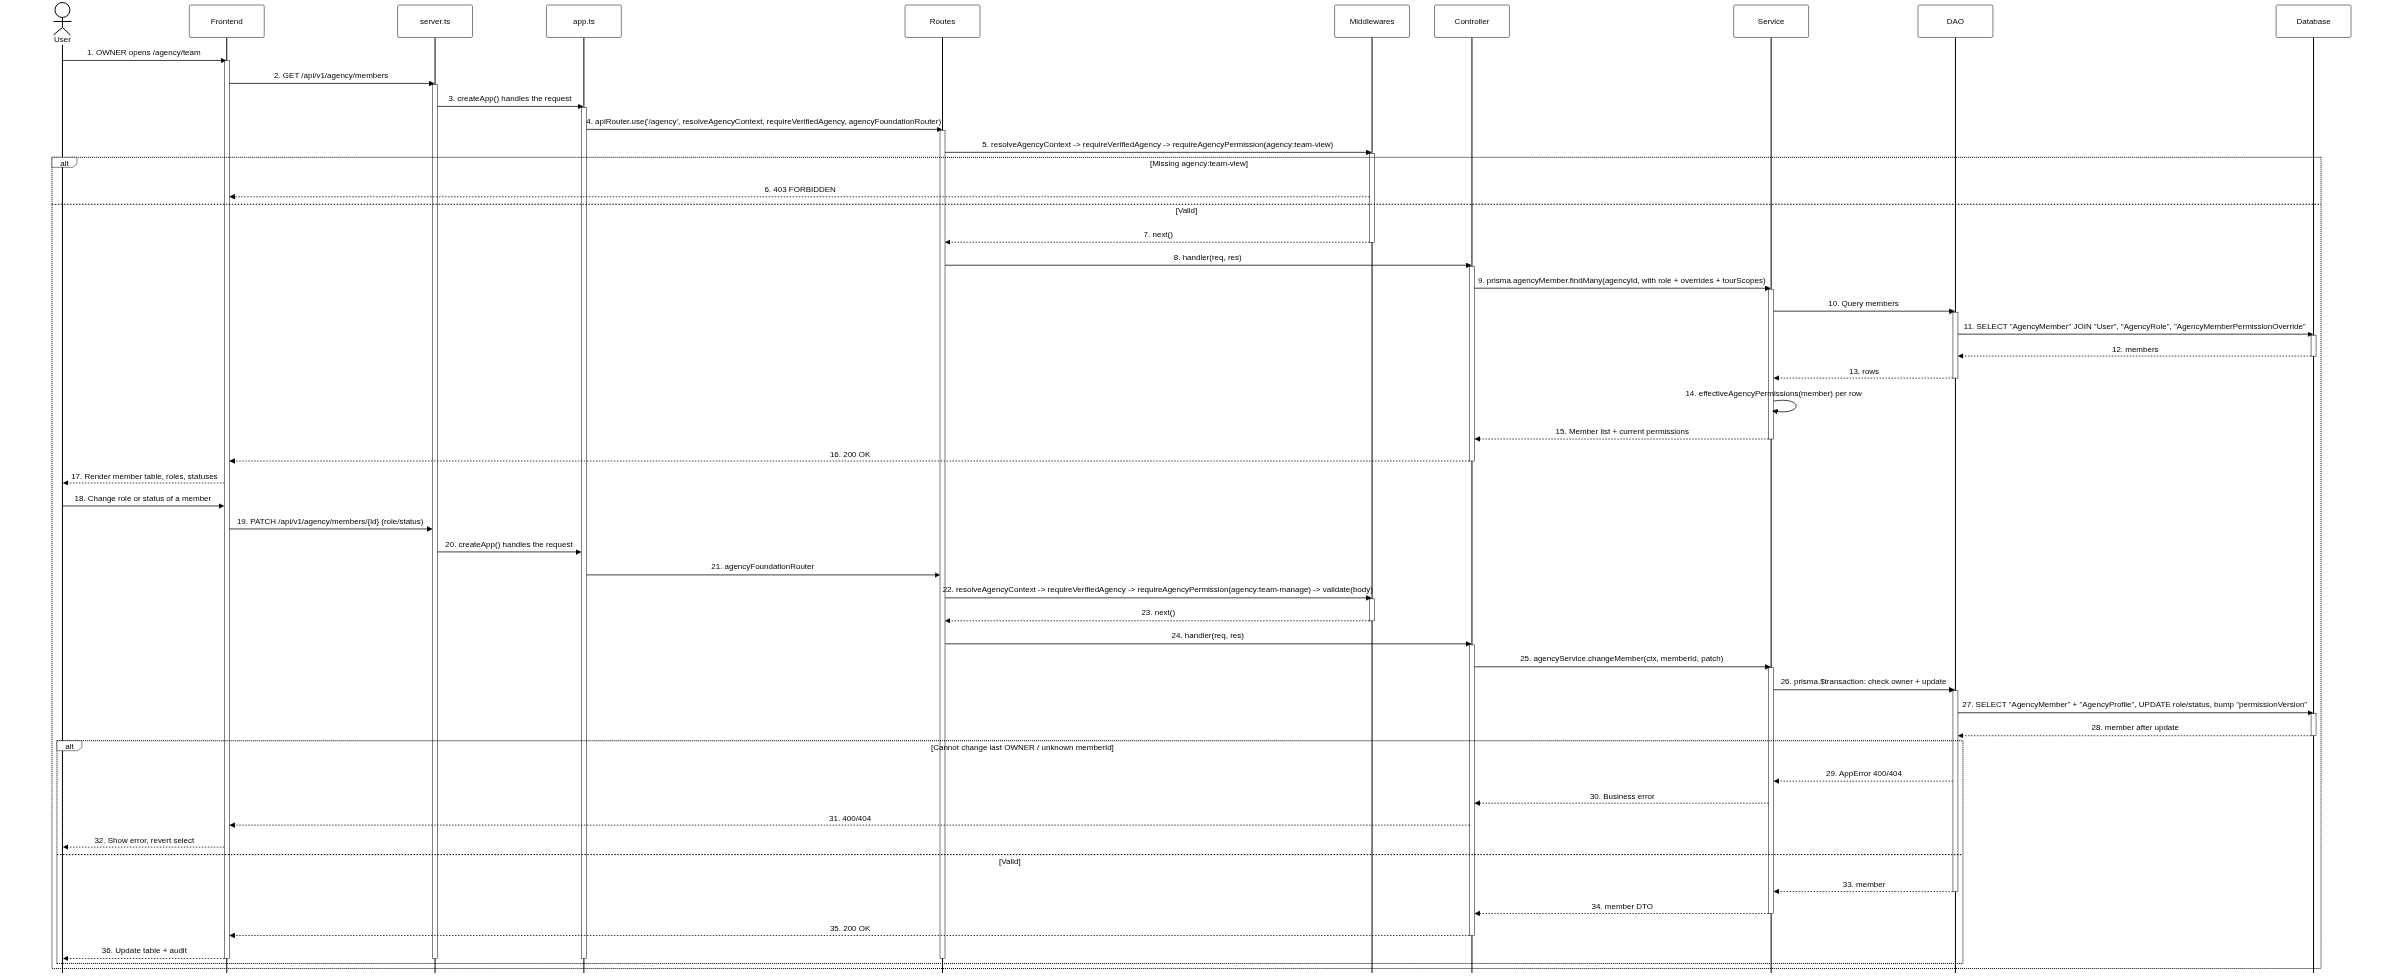 User
Frontend
server.ts
app.ts
Routes
Middlewares
Controller
Service
DAO
Database
1. OWNER opens /agency/team
2. GET /api/v1/agency/members
3. createApp() handles the request
4. apiRouter.use('/agency', resolveAgencyContext, requireVerifiedAgency, agencyFoundationRouter)
5. resolveAgencyContext -> requireVerifiedAgency -> requireAgencyPermission(agency:team-view)
alt
[Missing agency:team-view]
6. 403 FORBIDDEN
[Valid]
7. next()
8. handler(req, res)
9. prisma.agencyMember.findMany(agencyId, with role + overrides + tourScopes)
10. Query members
11. SELECT "AgencyMember" JOIN "User", "AgencyRole", "AgencyMemberPermissionOverride"
12. members
13. rows
14. effectiveAgencyPermissions(member) per row
15. Member list + current permissions
16. 200 OK
17. Render member table, roles, statuses
18. Change role or status of a member
19. PATCH /api/v1/agency/members/{id} (role/status)
20. createApp() handles the request
21. agencyFoundationRouter
22. resolveAgencyContext -> requireVerifiedAgency -> requireAgencyPermission(agency:team-manage) -> validate(body)
23. next()
24. handler(req, res)
25. agencyService.changeMember(ctx, memberId, patch)
26. prisma.$transaction: check owner + update
27. SELECT "AgencyMember" + "AgencyProfile", UPDATE role/status, bump "permissionVersion"
28. member after update
alt
[Cannot change last OWNER / unknown memberId]
29. AppError 400/404
30. Business error
31. 400/404
32. Show error, revert select
[Valid]
33. member
34. member DTO
35. 200 OK
36. Update table + audit